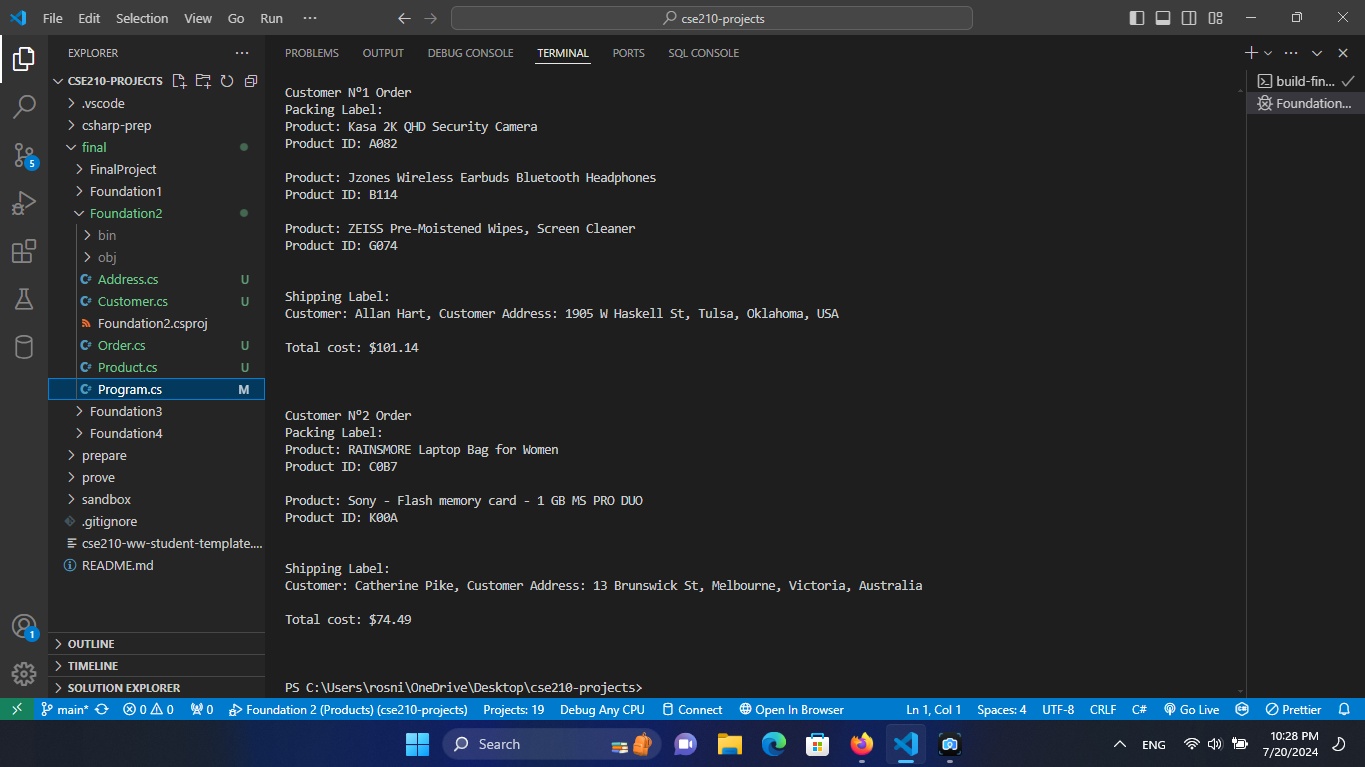 File Edit Selection View Go Run ···
cse210-projects
EXPLORER ···
CSE210-PROJECTS
.vscode
csharp-prep
final
FinalProject
Foundation1
Foundation2
bin
obj
C# Address.cs U
C# Customer.cs U
Foundation2.csproj
C# Order.cs U
C# Product.cs U
C# Program.cs M
Foundation3
Foundation4
prepare
prove
sandbox
.gitignore
cse210-ww-student-template....
README.md
OUTLINE
TIMELINE
SOLUTION EXPLORER
5
1
PROBLEMS OUTPUT DEBUG CONSOLE TERMINAL PORTS SQL CONSOLE
build-fin...
Foundation...
Customer Nº1 Order
Packing Label:
Product: Kasa 2K QHD Security Camera
Product ID: A082
Product: Jzones Wireless Earbuds Bluetooth Headphones
Product ID: B114
Product: ZEISS Pre-Moistened Wipes, Screen Cleaner
Product ID: G074
Shipping Label:
Customer: Allan Hart, Customer Address: 1905 W Haskell St, Tulsa, Oklahoma, USA
Total cost: $101.14
Customer Nº2 Order
Packing Label:
Product: RAINSMORE Laptop Bag for Women
Product ID: C0B7
Product: Sony - Flash memory card - 1 GB MS PRO DUO
Product ID: K00A
Shipping Label:
Customer: Catherine Pike, Customer Address: 13 Brunswick St, Melbourne, Victoria, Australia
Total cost: $74.49
PS C:\Users\rosni\OneDrive\Desktop\cse210-projects>
main* 0 0 0 Foundation 2 (Products) (cse210-projects) Projects: 19 Debug Any CPU Connect Open In Browser Ln 1, Col 1 Spaces: 4 UTF-8 CRLF C# Go Live Prettier
Search
ENG
10:28 PM
7/20/2024